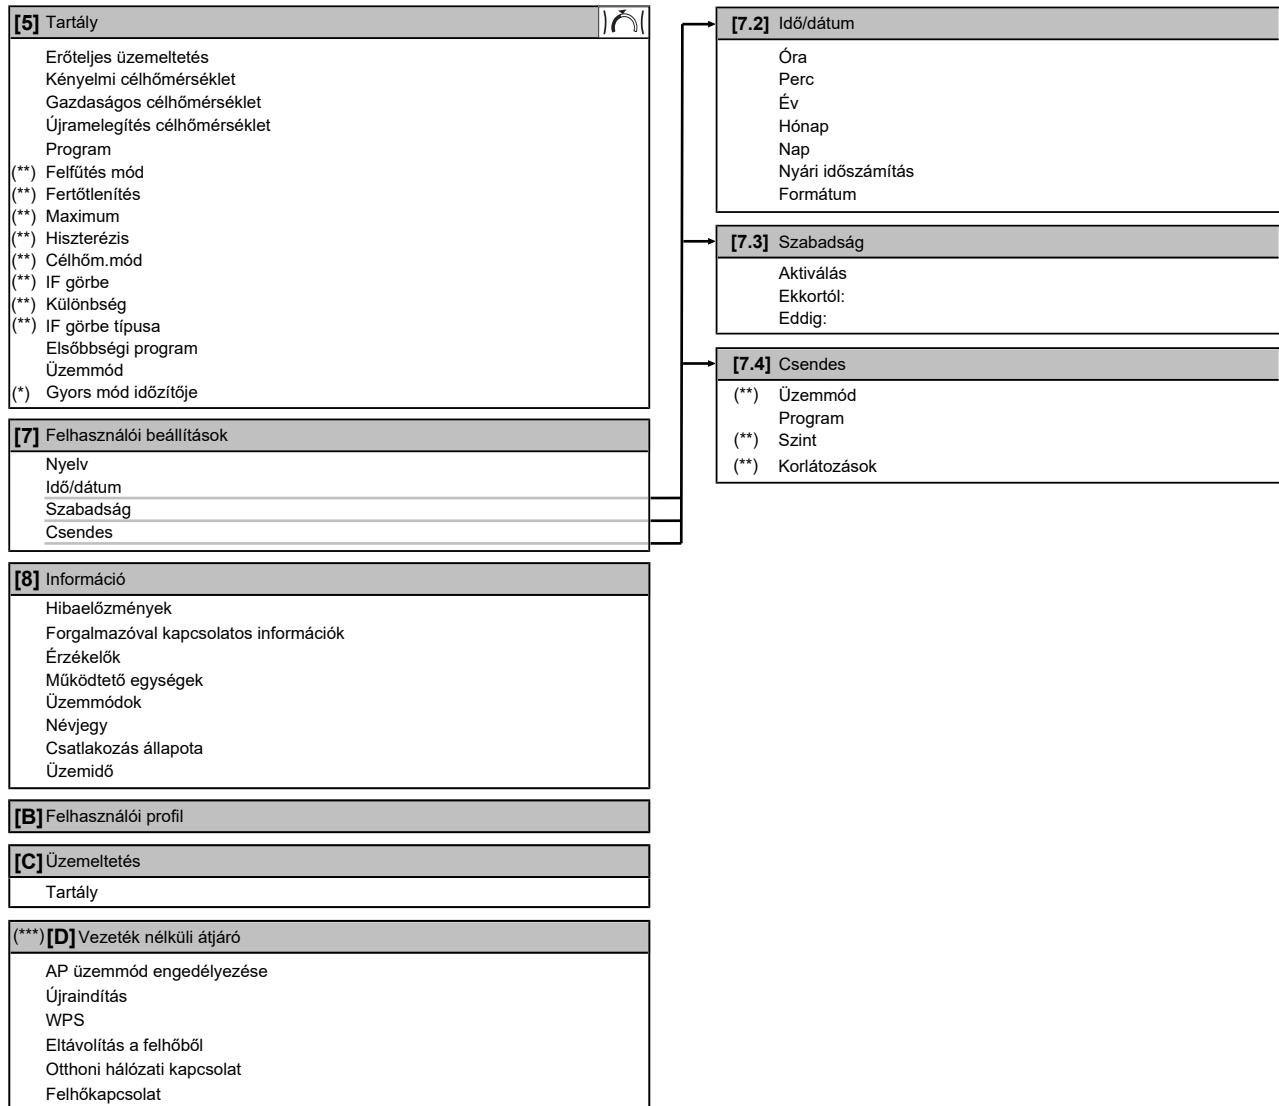 [5] Tartály
Erőteljes üzemeltetés
Kényelmi célhőmérséklet
Gazdaságos célhőmérséklet
Újramelegítés célhőmérséklet
Program
(**) Felfűtés mód
(**) Fertőtlenítés
(**) Maximum
(**) Hiszterézis
(**) Célhőm.mód
(**) IF görbe
(**) Különbség
(**) IF görbe típusa
Elsőbbségi program
Üzemmód
(*) Gyors mód időzítője
[7] Felhasználói beállítások
Nyelv
Idő/dátum
Szabadság
Csendes
[8] Információ
Hibaelőzmények
Forgalmazóval kapcsolatos információk
Érzékelők
Működtető egységek
Üzemmódok
Névjegy
Csatlakozás állapota
Üzemidő
[B] Felhasználói profil
[C] Üzemeltetés
Tartály
(***) [D] Vezeték nélküli átjáró
AP üzemmód engedélyezése
Újraindítás
WPS
Eltávolítás a felhőből
Otthoni hálózati kapcsolat
Felhőkapcsolat
[7.2] Idő/dátum
Óra
Perc
Év
Hónap
Nap
Nyári időszámítás
Formátum
[7.3] Szabadság
Aktiválás
Ekkortól:
Eddig:
[7.4] Csendes
(**) Üzemmód
Program
(**) Szint
(**) Korlátozások